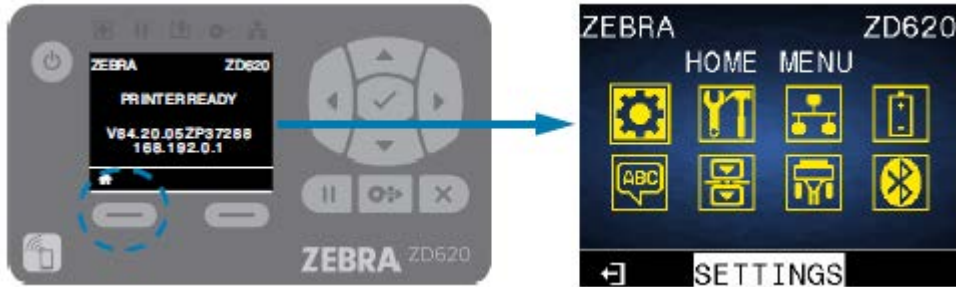 ZEBRA ZD620
PRINTER READY
V84.20.05ZP37288
168.192.0.1
ZEBRA ZD620
ZEBRA ZD620
HOME MENU
ABC
SETTINGS